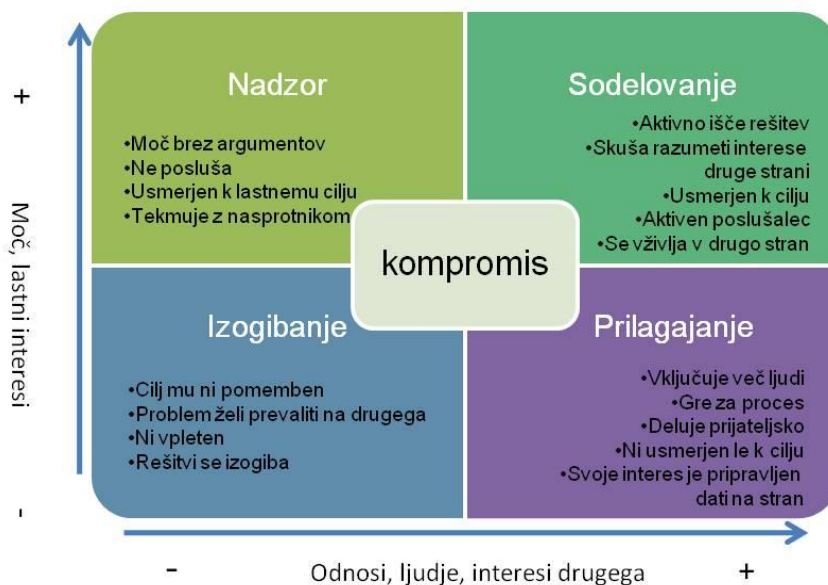 Nadzor
•Moč brez argumentov
•Ne posluša
•Usmerjen k lastnemu cilju
•Tekmuje z nasprotnikom
Sodelovanje
•Aktivno išče rešitev
•Skuša razumeti interese
druge strani
•Usmerjen k cilju
•Aktiven poslušalec
•Se vživlja v drugo stran
kompromis
Izogibanje
•Cilj mu ni pomemben
•Problem želi prevaliti na drugega
•Ni vpleten
•Rešitvi se izogiba
Prilagajanje
•Vključuje več ljudi
•Gre za proces
•Deluje prijateljsko
•Ni usmerjen le k cilju
•Svoje interes je pripravljen
dati na stran
+
Moč, lastni interesi
-
-
Odnosi, ljudje, interesi drugega
+